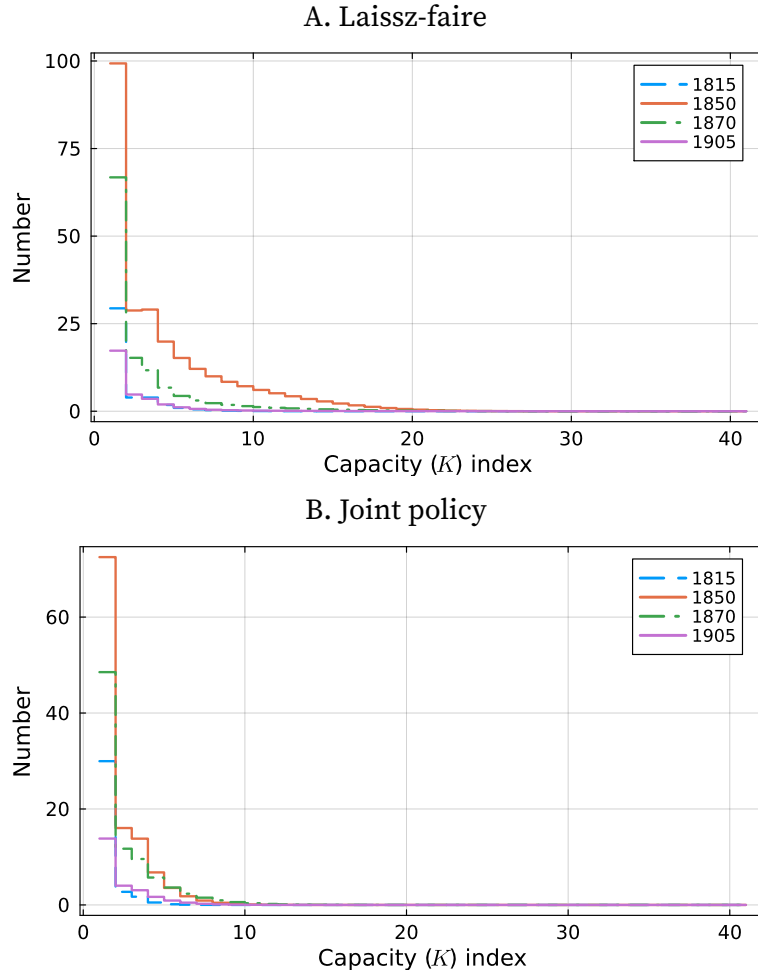 A. Laissz-faire
100
75
50
25
0
Number
1815
1850
1870
1905
0 10 20 30 40
Capacity (K) index
B. Joint policy
60
40
20
0
Number
1815
1850
1870
1905
0 10 20 30 40
Capacity (K) index